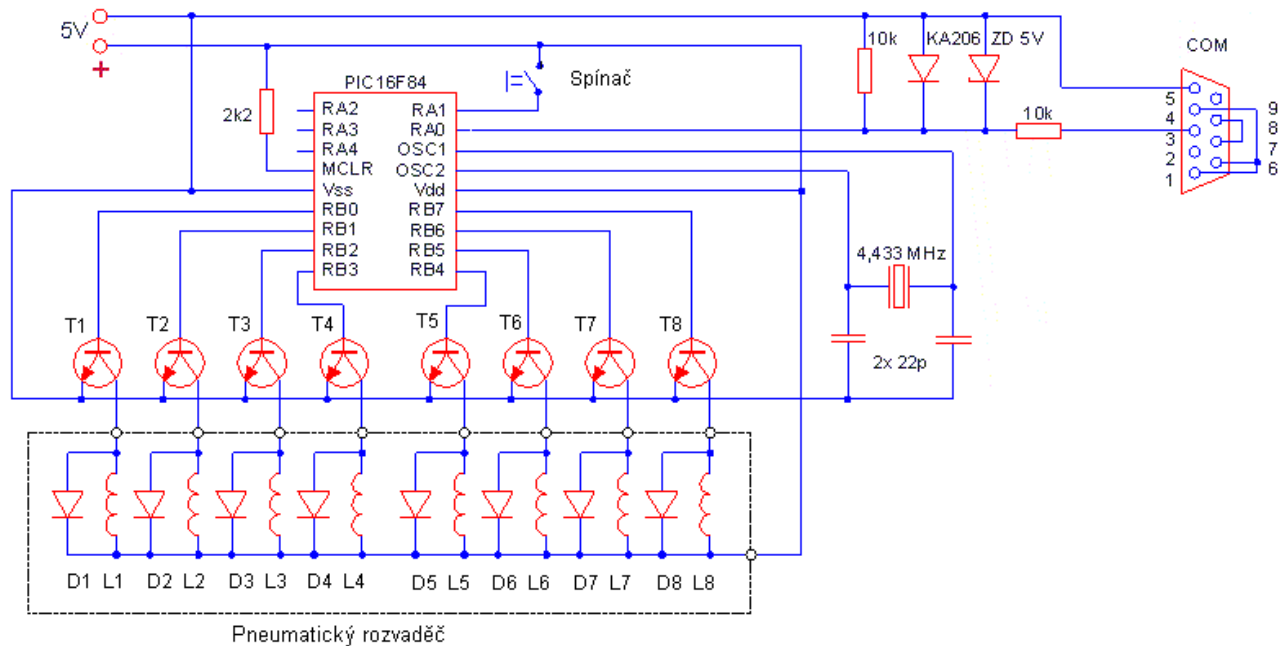 5V
+
2k2
PIC16F84
RA2
RA3
RA4
MCLR
Vss
RB0
RB1
RB2
RB3
RA1
RA0
OSC1
OSC2
Vdd
RB7
RB6
RB5
RB4
Spínač
10k
KA206
ZD 5V
10k
COM
5
4
3
2
1
9
8
7
6
4,433 MHz
2x 22p
T1
T2
T3
T4
T5
T6
T7
T8
D1 L1
D2 L2
D3 L3
D4 L4
D5 L5
D6 L6
D7 L7
D8 L8
Pneumatický rozvaděč